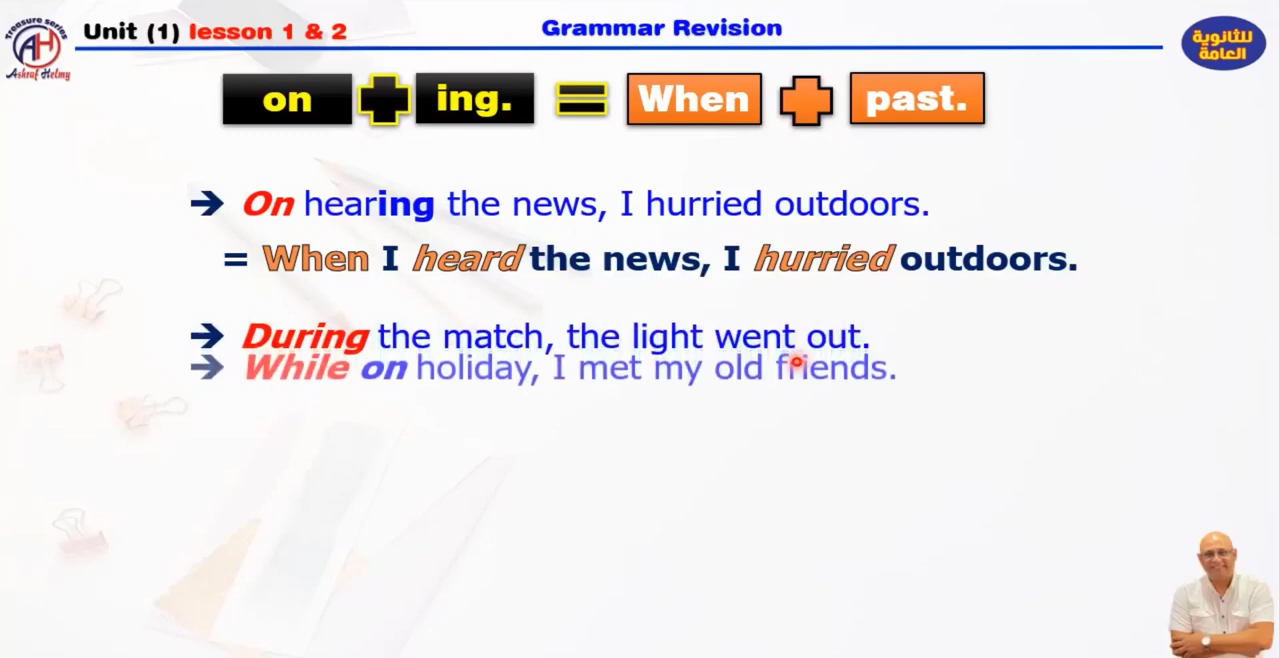 Treasure series
AH
Ashraf Helmy
Unit (1) lesson 1 & 2
Grammar Revision
للثانوية
العامة
on + ing. = When + past.
➔ On hearing the news, I hurried outdoors.
= When I heard the news, I hurried outdoors.
➔ During the match, the light went out.
➔ While on holiday, I met my old friends.